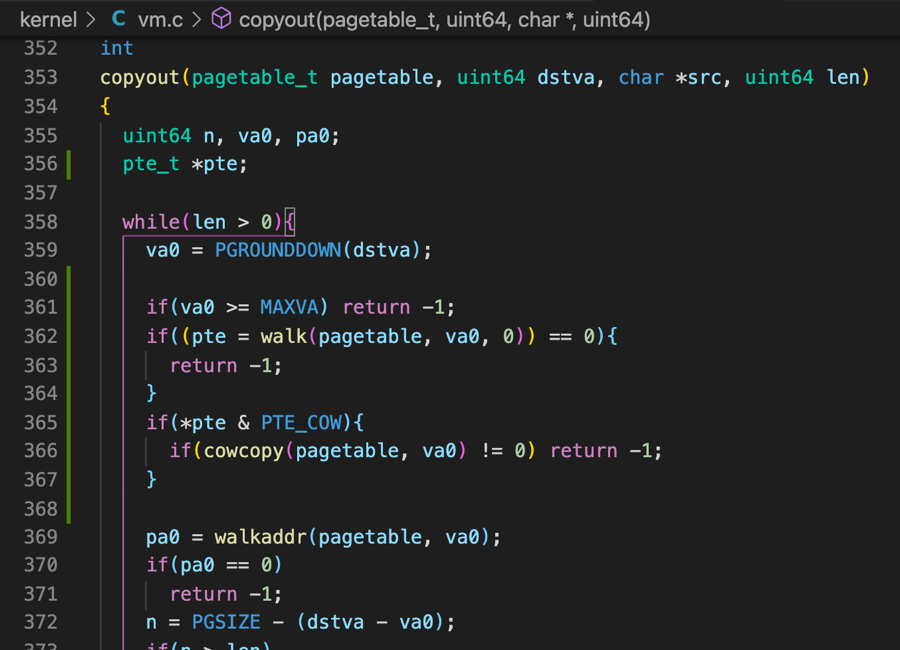 kernel > C vm.c > copyout(pagetable_t, uint64, char *, uint64)
352 int
353 copyout(pagetable_t pagetable, uint64 dstva, char *src, uint64 len)
354 {
355   uint64 n, va0, pa0;
356   pte_t *pte;
357
358   while(len > 0){
359     va0 = PGROUNDDOWN(dstva);
360
361     if(va0 >= MAXVA) return -1;
362     if((pte = walk(pagetable, va0, 0)) == 0){
363       return -1;
364     }
365     if(*pte & PTE_COW){
366       if(cowcopy(pagetable, va0) != 0) return -1;
367     }
368
369     pa0 = walkaddr(pagetable, va0);
370     if(pa0 == 0)
371       return -1;
372     n = PGSIZE - (dstva - va0);
373     if(n > len)